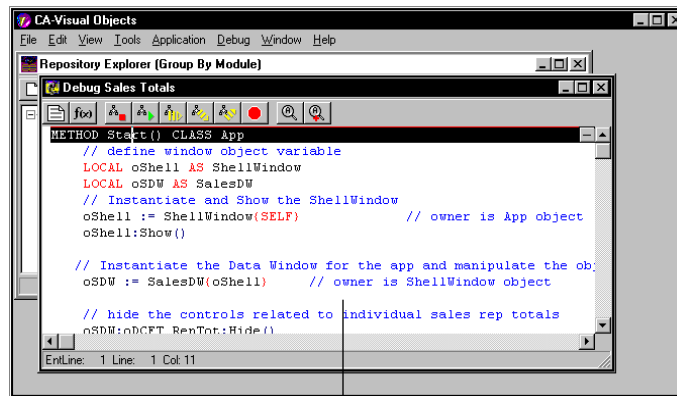 CA-Visual Objects
File Edit View Tools Application Debug Window Help
Repository Explorer (Group By Module)
Debug Sales Totals
f(x)
METHOD Start() CLASS App
// define window object variable
LOCAL oShell AS ShellWindow
LOCAL oSDW AS SalesDW
// Instantiate and Show the ShellWindow
oShell := ShellWindow(SELF) // owner is App object
oShell:Show()
// Instantiate the Data Window for the app and manipulate the obj
oSDW := SalesDW(oShell) // owner is ShellWindow object
// hide the controls related to individual sales rep totals
oSDW:oDCFT_RepTot:Hide()
EntLine: 1 Line: 1 Col: 11